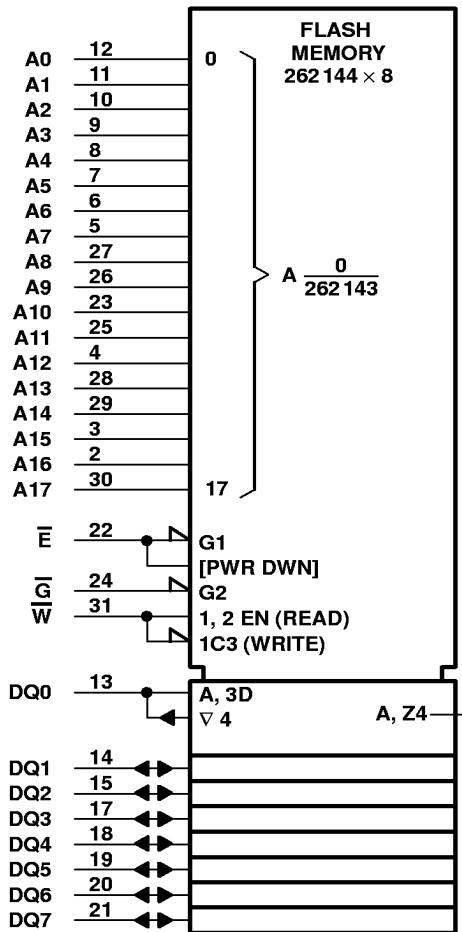 FLASH
MEMORY
262 144 × 8
A0 12 0
A1 11
A2 10
A3 9
A4 8
A5 7
A6 6
A7 5
A8 27
A 0
A9 26
262 143
A10 23
A11 25
A12 4
A13 28
A14 29
A15 3
A16 2
A17 30 17
E̅ 22 G1
[PWR DWN]
G̅ 24 G2
W̅ 31 1, 2 EN (READ)
1C3 (WRITE)
DQ0 13 A, 3D
∇ 4 A, Z4
DQ1 14
DQ2 15
DQ3 17
DQ4 18
DQ5 19
DQ6 20
DQ7 21